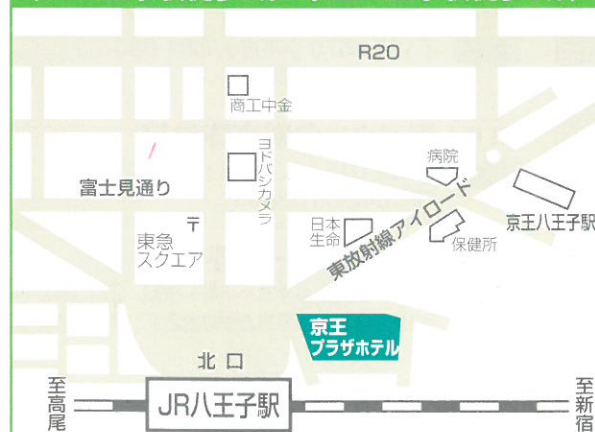 R20
商工中金
ヨドバシカメラ
病院
富士見通り
〒
東急
スクエア
日本
生命
東放射線アイロード
保健所
京王八王子駅
京王
プラザホテル
北口
至高尾
JR八王子駅
至新宿